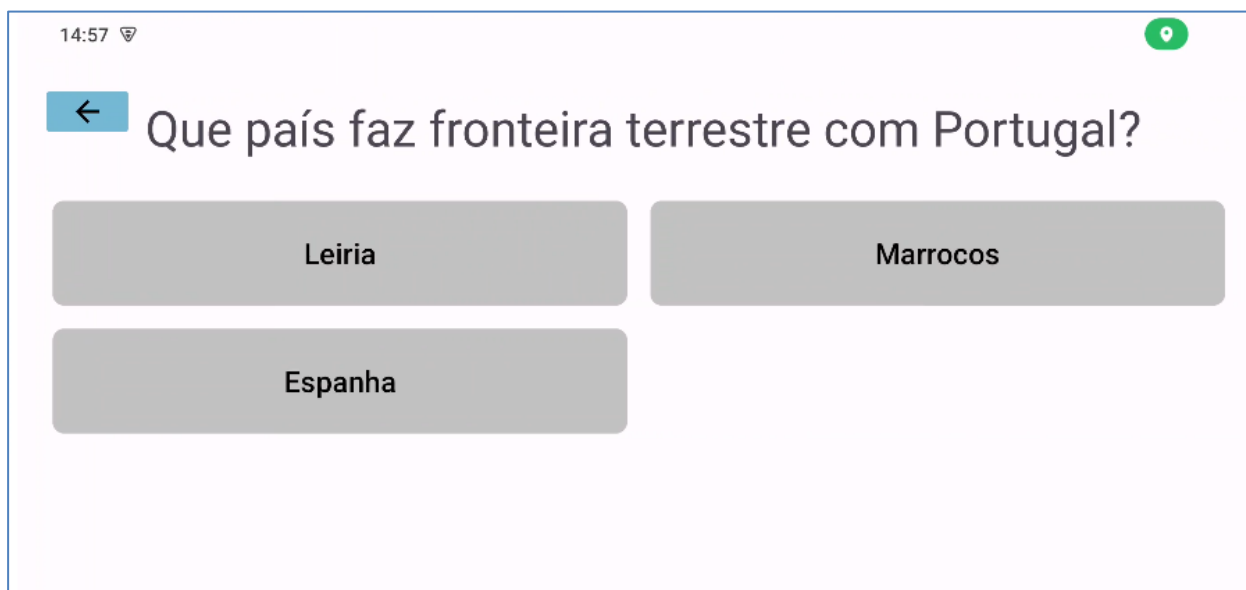 14:57
Que país faz fronteira terrestre com Portugal?
Leiria
Marrocos
Espanha